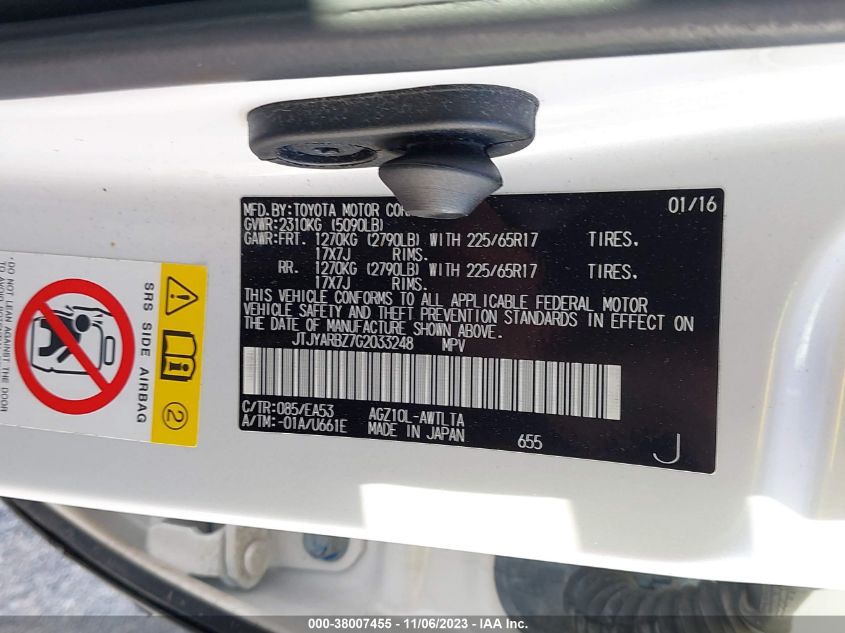 MFD.BY:TOYOTA MOTOR COR 01/16
GVWR:2310KG (5090LB)
GAWR:FRT. 1270KG (2790LB) WITH 225/65R17 TIRES.
17X7J RIMS.
RR. 1270KG (2790LB) WITH 225/65R17 TIRES.
17X7J RIMS.
THIS VEHICLE CONFORMS TO ALL APPLICABLE FEDERAL MOTOR
VEHICLE SAFETY AND THEFT PREVENTION STANDARDS IN EFFECT ON
THE DATE OF MANUFACTURE SHOWN ABOVE.
JTJYARBZ7G2033248 MPV
C/TR:085/EA53 AGZ10L-AWTLTA
A/TM:-01A/U661E MADE IN JAPAN 655
J
SRS SIDE AIRBAG
2
DO NOT LEAN
AGAINST THE DOOR
000-38007455 - 11/06/2023 - IAA Inc.